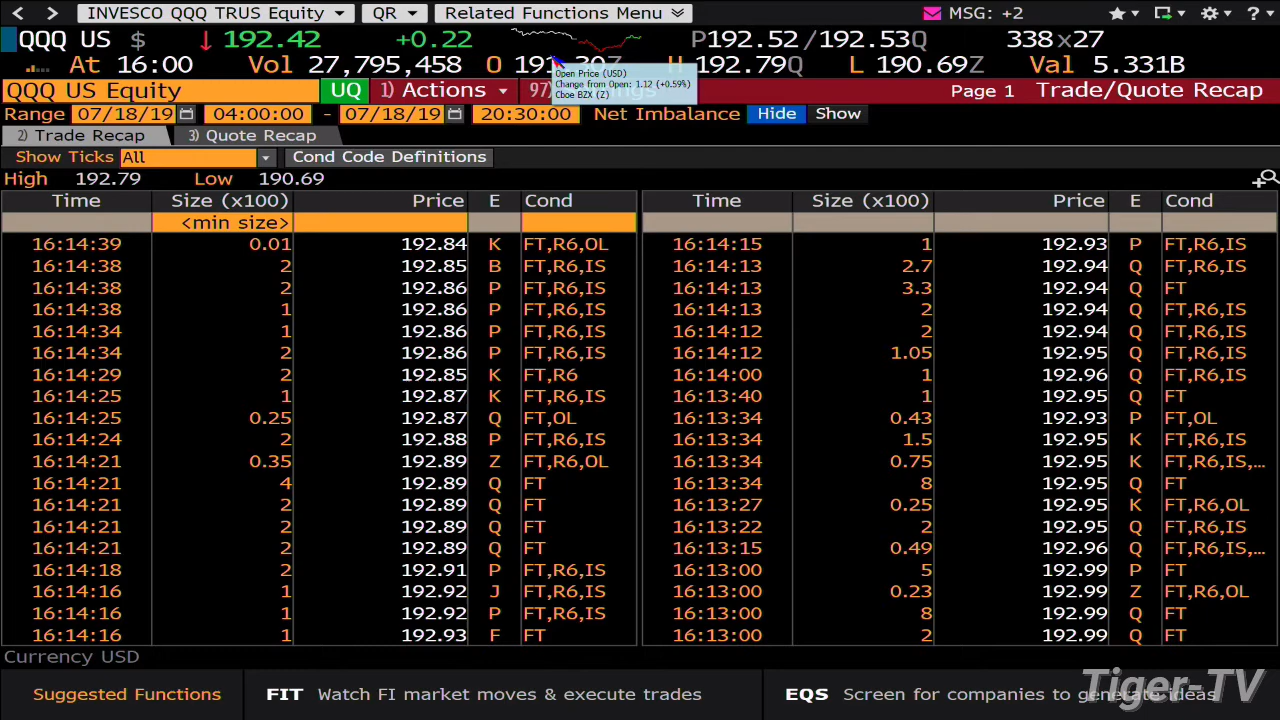 INVESCO QQQ TRUS Equity QR Related Functions Menu MSG: +2
QQQ US $ 192.42 +0.22 P192.52/192.53Q 338x27
At 16:00 Vol 27,795,458 O H 192.79Q L 190.69Z Val 5.331B
Open Price (USD)
Change from Open: 1.12 (+0.59%)
Cboe BZX (Z)
QQQ US Equity UQ 1) Actions Page 1 Trade/Quote Recap
Range 07/18/19 04:00:00 - 07/18/19 20:30:00 Net Imbalance Hide Show
2) Trade Recap 3) Quote Recap
Show Ticks All Cond Code Definitions
High 192.79 Low 190.69
Time Size (x100) Price E Cond Time Size (x100) Price E Cond
<min size>
16:14:39 0.01 192.84 K FT,R6,OL 16:14:15 1 192.93 P FT,R6,IS
16:14:38 2 192.85 B FT,R6,IS 16:14:13 2.7 192.94 Q FT,R6,IS
16:14:38 2 192.86 P FT,R6,IS 16:14:13 3.3 192.94 Q FT
16:14:38 1 192.86 P FT,R6,IS 16:14:13 2 192.94 Q FT,R6,IS
16:14:34 1 192.86 P FT,R6,IS 16:14:12 2 192.94 Q FT,R6,IS
16:14:34 2 192.86 P FT,R6,IS 16:14:12 1.05 192.95 Q FT,R6,IS
16:14:29 2 192.85 K FT,R6 16:14:00 1 192.96 Q FT,R6,IS
16:14:25 1 192.87 K FT,R6,IS 16:13:40 1 192.95 Q FT
16:14:25 0.25 192.87 Q FT,OL 16:13:34 0.43 192.93 P FT,OL
16:14:24 2 192.88 P FT,R6,IS 16:13:34 1.5 192.95 K FT,R6,IS
16:14:21 0.35 192.89 Z FT,R6,OL 16:13:34 0.75 192.95 K FT,R6,IS,...
16:14:21 4 192.89 Q FT 16:13:34 8 192.95 Q FT
16:14:21 2 192.89 Q FT 16:13:27 0.25 192.95 K FT,R6,OL
16:14:21 2 192.89 Q FT 16:13:22 2 192.95 Q FT,R6,IS
16:14:21 2 192.89 Q FT 16:13:15 0.49 192.96 Q FT,R6,IS,...
16:14:18 2 192.91 P FT,R6,IS 16:13:00 5 192.99 P FT
16:14:16 1 192.92 J FT,R6,IS 16:13:00 0.23 192.99 Z FT,R6,OL
16:14:16 1 192.92 P FT,R6,IS 16:13:00 8 192.99 Q FT
16:14:16 1 192.93 F FT 16:13:00 2 192.99 Q FT
Currency USD
Suggested Functions FIT Watch FI market moves & execute trades EQS Screen for companies to generate ideas
Tiger-TV